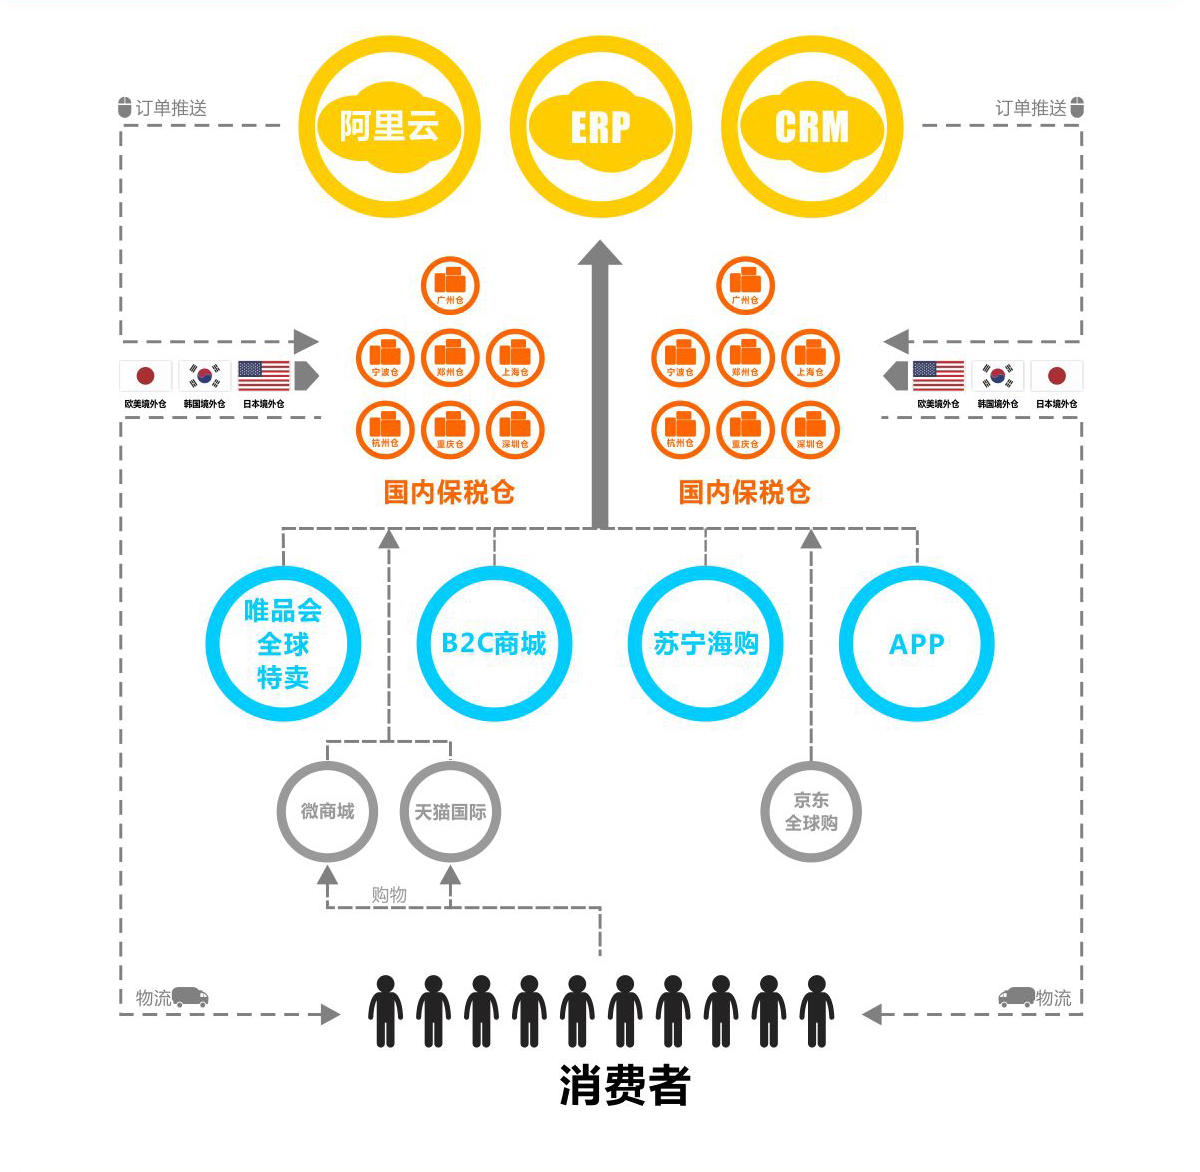 订单推送
订单推送
阿里云
ERP
CRM
广州仓
广州仓
宁波仓
郑州仓
上海仓
宁波仓
郑州仓
上海仓
欧美境外仓
韩国境外仓
日本境外仓
欧美境外仓
韩国境外仓
日本境外仓
杭州仓
重庆仓
深圳仓
杭州仓
重庆仓
深圳仓
国内保税仓
国内保税仓
唯品会
全球
特卖
B2C商城
苏宁海购
APP
微商城
天猫国际
京东
全球购
购物
物流
物流
消费者